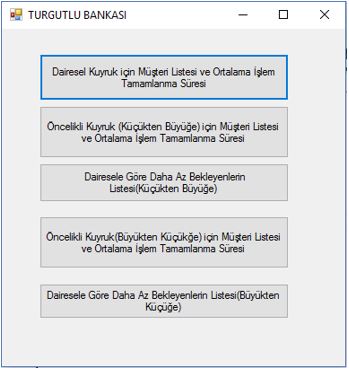 TURGUTLU BANKASI
Dairesel Kuyruk için Müşteri Listesi ve Ortalama İşlem
Tamamlanma Süresi
Öncelikli Kuyruk (Küçükten Büyüğe) için Müşteri Listesi
ve Ortalama İşlem Tamamlanma Süresi
Dairesele Göre Daha Az Bekleyenlerin
Listesi(Küçükten Büyüğe)
Öncelikli Kuyruk(Büyükten Küçükğe) için Müşteri Listesi
ve Ortalama İşlem Tamamlanma Süresi
Dairesele Göre Daha Az Bekleyenlerin Listesi(Büyükten
Küçüğe)